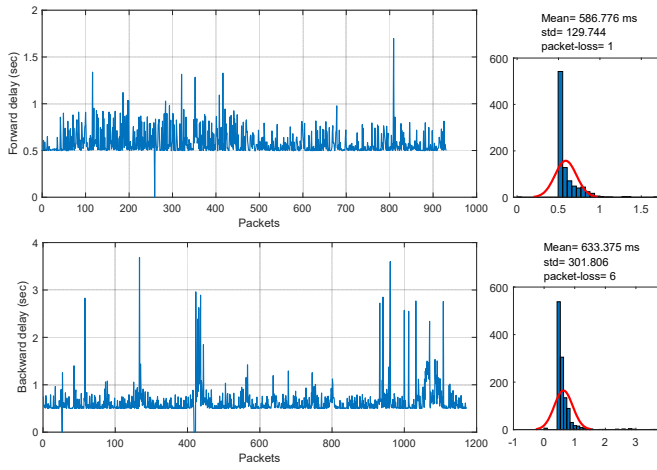 2
1.5
1
0.5
0
Forward delay (sec)
0 100 200 300 400 500 600 700 800 900 1000
Packets
Mean= 586.776 ms
std= 129.744
packet-loss= 1
600
400
200
0
0 0.5 1 1.5
4
3
2
1
0
Backward delay (sec)
0 200 400 600 800 1000 1200
Packets
Mean= 633.375 ms
std= 301.806
packet-loss= 6
600
400
200
0
-1 0 1 2 3